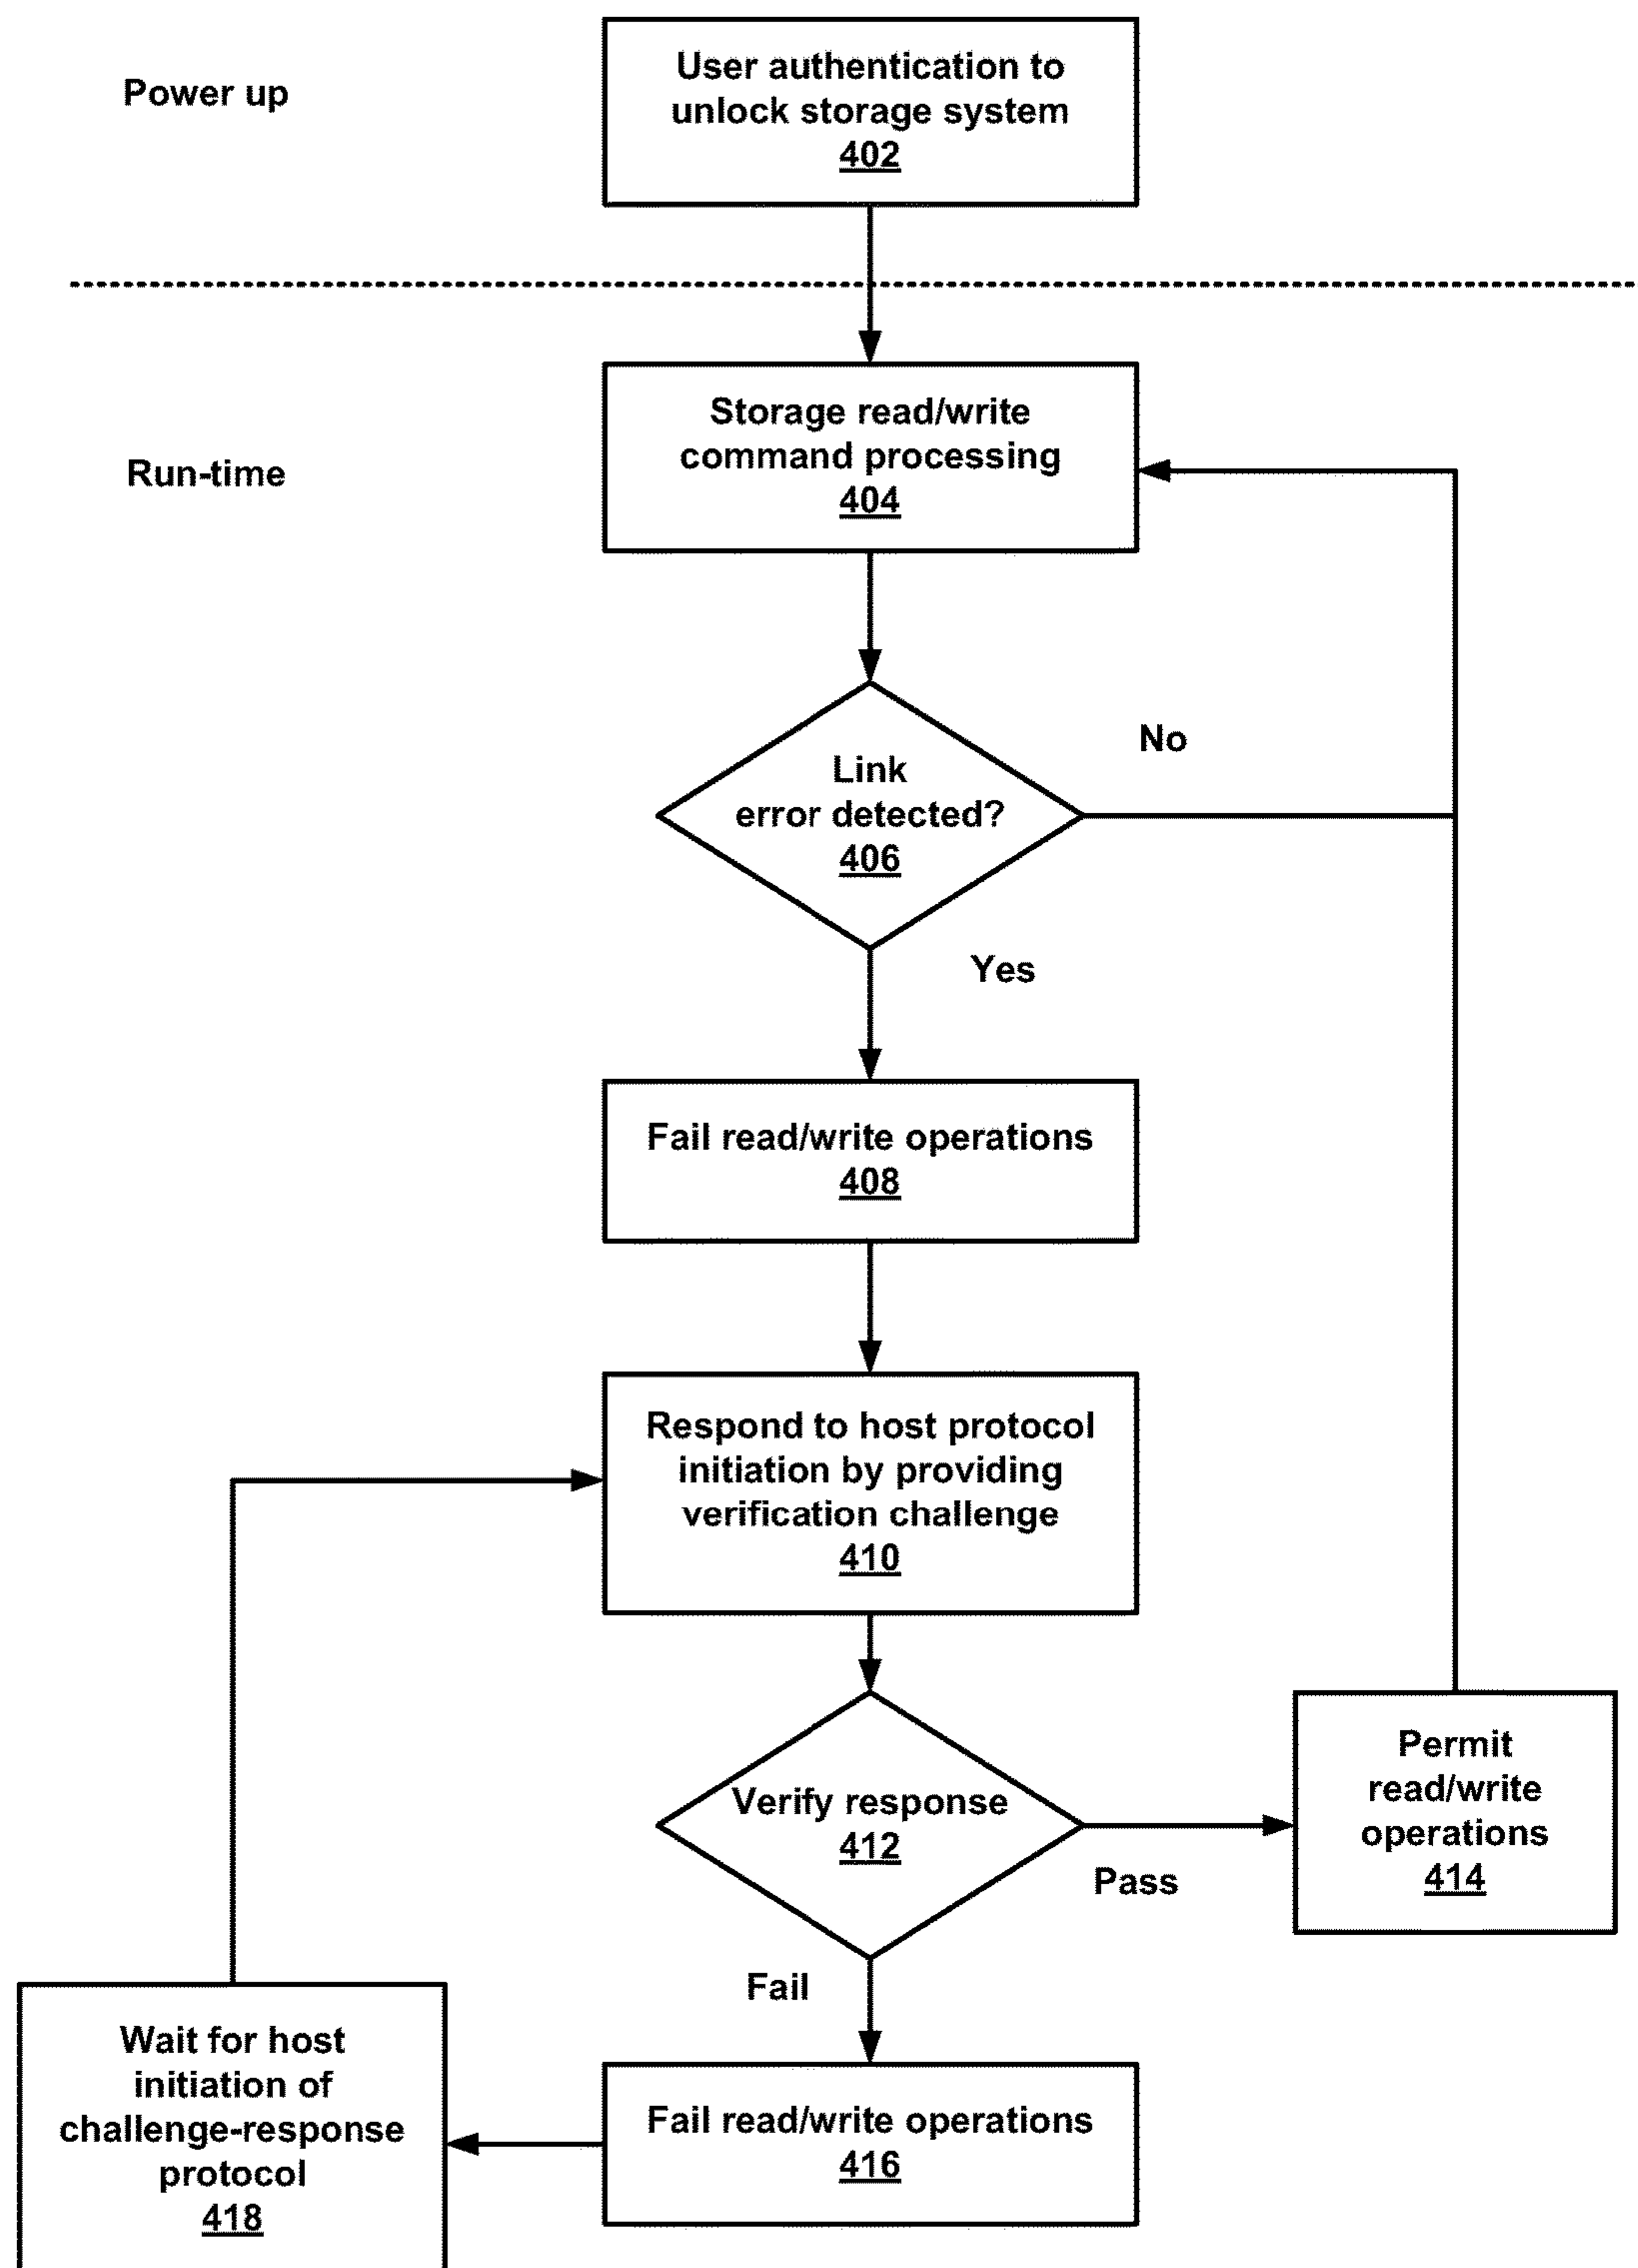 Power up
User authentication to
unlock storage system
402
Run-time
Storage read/write
command processing
404
No
Link
error detected?
406
Yes
Fail read/write operations
408
Respond to host protocol
initiation by providing
verification challenge
410
Verify response
412
Pass
Permit
read/write
operations
414
Fail
Wait for host
initiation of
challenge-response
protocol
418
Fail read/write operations
416